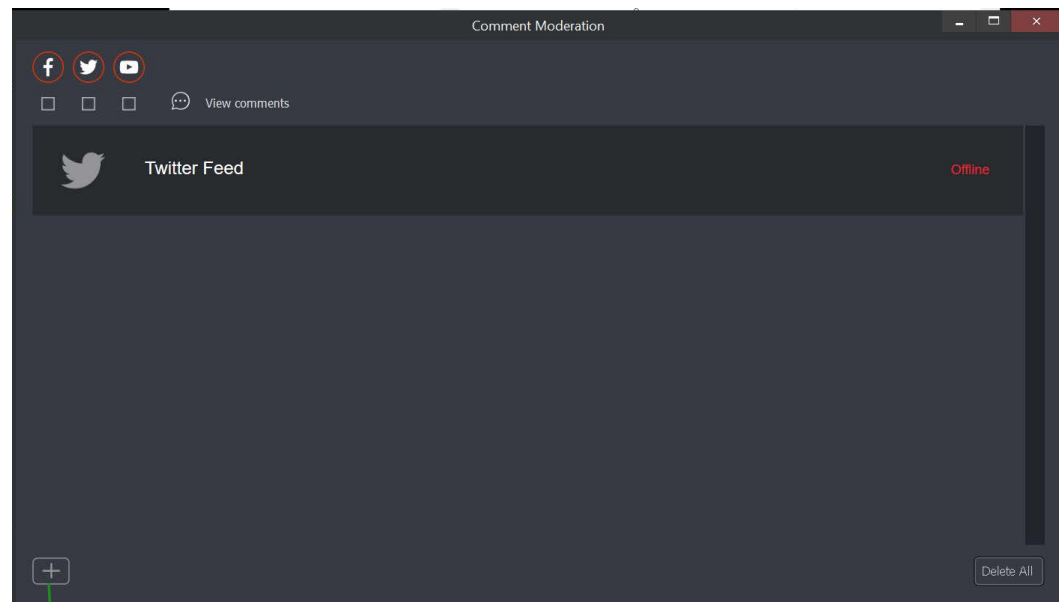 Comment Moderation
View comments
Twitter Feed
Offline
Delete All